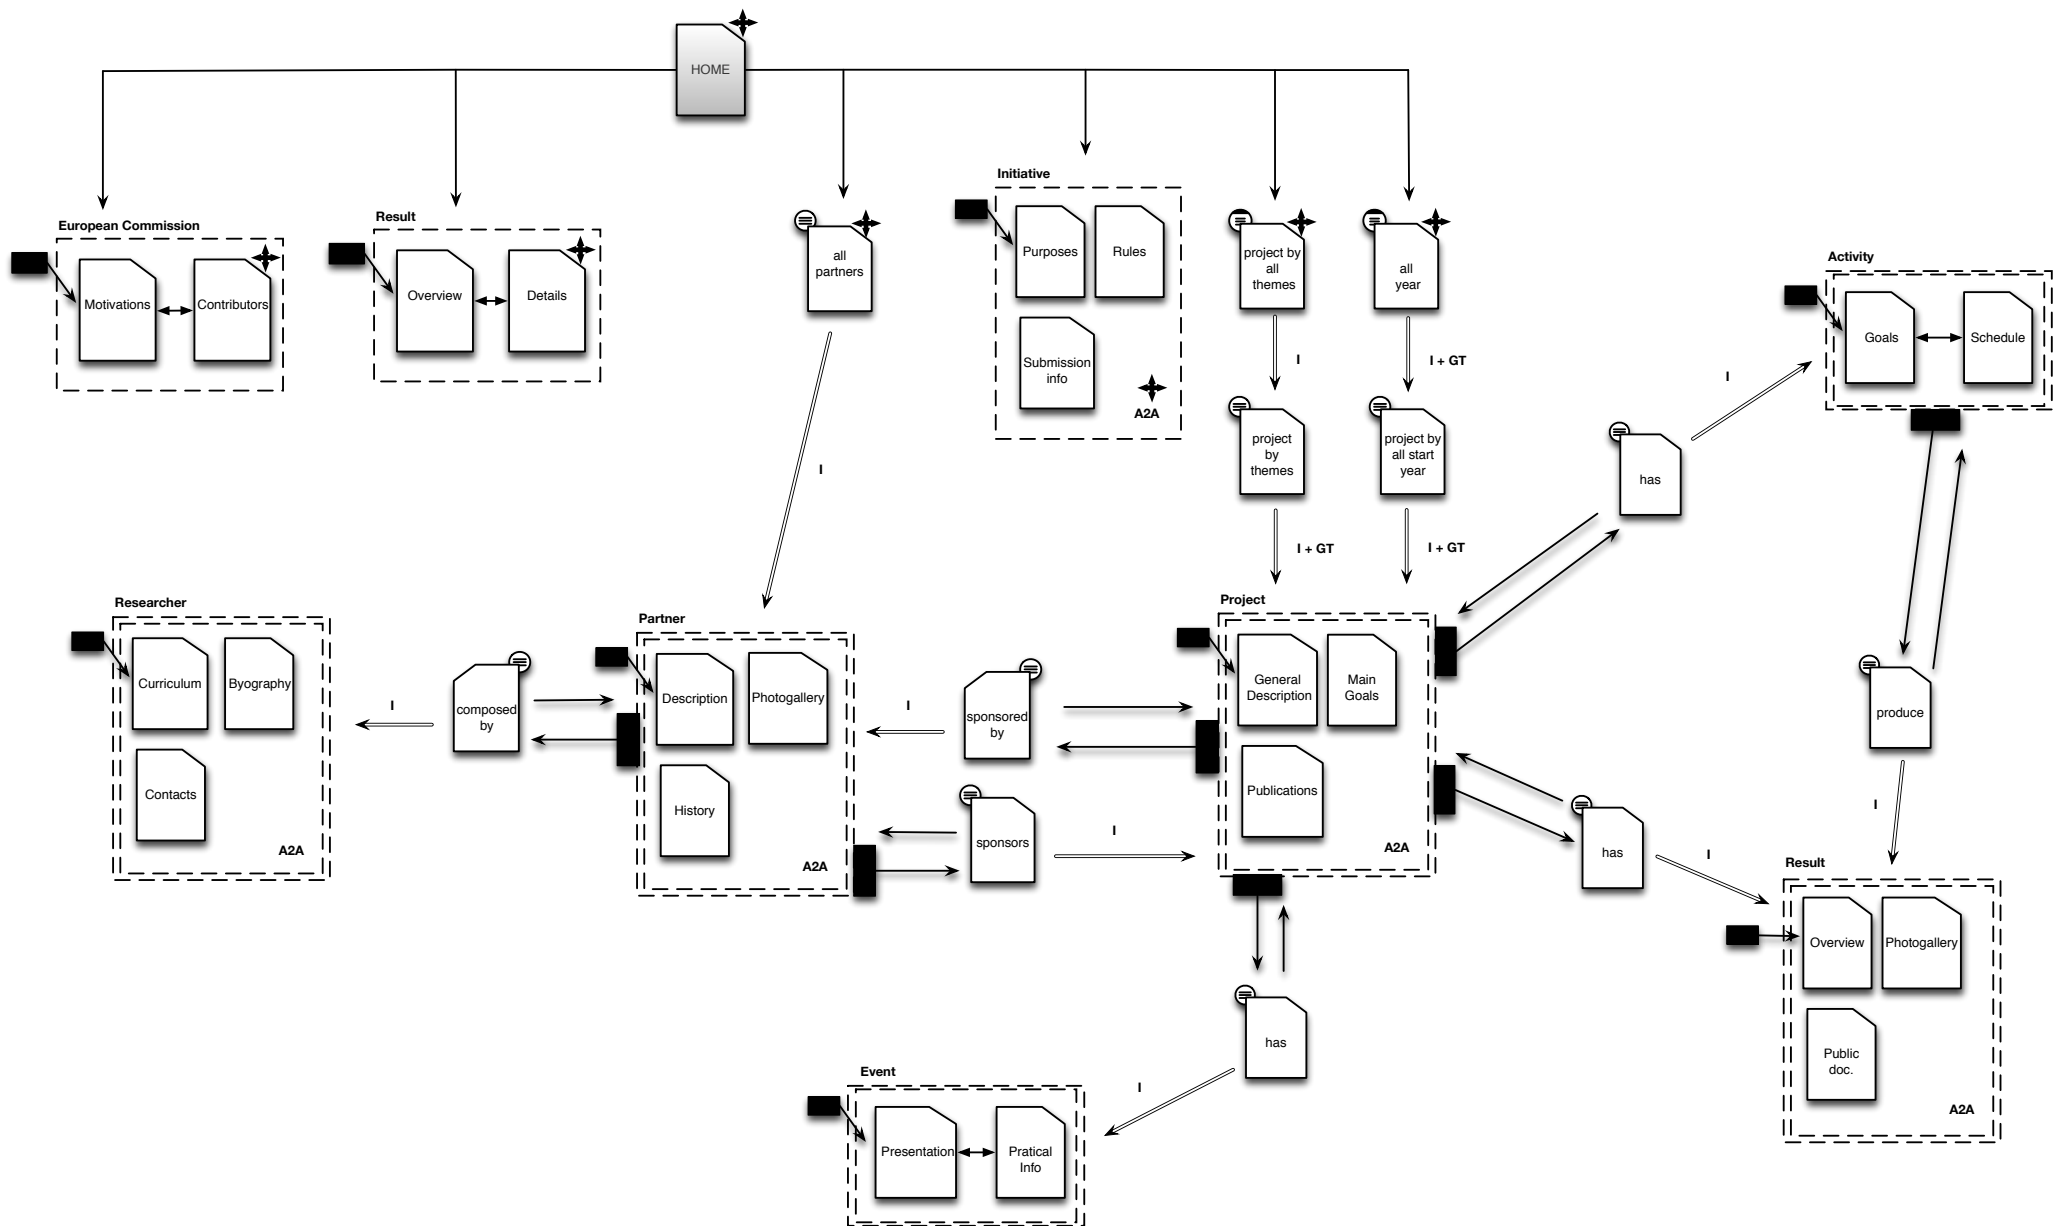 HOME
European Commission
Motivations
Contributors
Result
Overview
Details
all
partners
Initiative
Purposes
Rules
Submission
info
A2A
project by
all
themes
all
year
I
I + GT
project
by
themes
project by
all start
year
I + GT
I + GT
I
Activity
Goals
Schedule
I
has
Researcher
Curriculum
Byography
Contacts
A2A
I
composed
by
Partner
Description
Photogallery
History
A2A
I
sponsored
by
sponsors
I
Project
General
Description
Main
Goals
Publications
A2A
produce
I
has
I
Result
Overview
Photogallery
Public
doc.
A2A
has
I
Event
Presentation
Pratical
Info